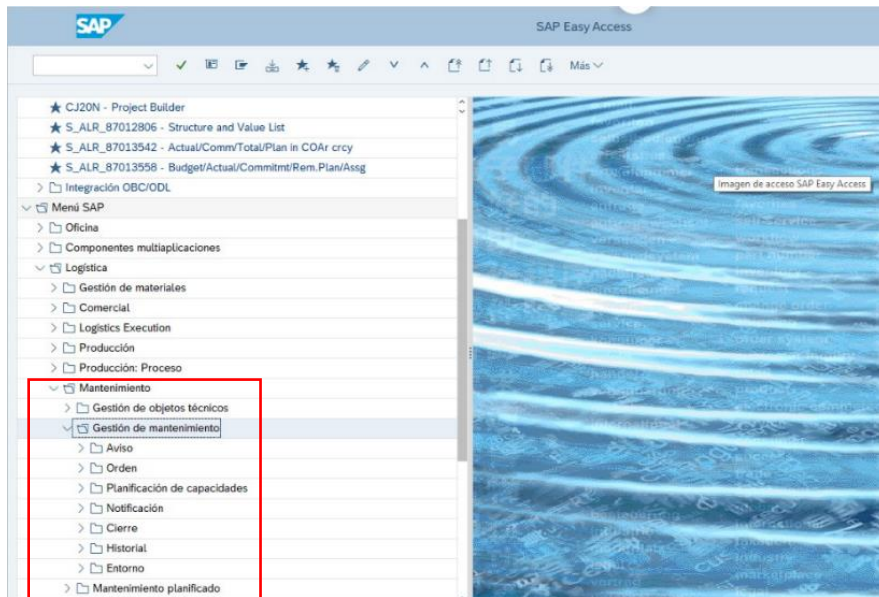 SAP
SAP Easy Access
Más
CJ20N - Project Builder
S_ALR_87012806 - Structure and Value List
S_ALR_87013542 - Actual/Comm/Total/Plan in COAr crcy
S_ALR_87013558 - Budget/Actual/Commitmt/Rem.Plan/Assg
Integración OBC/ODL
Imagen de acceso SAP Easy Access
Menú SAP
Oficina
Componentes multiaplicaciones
Logística
Gestión de materiales
Comercial
Logistics Execution
Producción
Producción: Proceso
Mantenimiento
Gestión de objetos técnicos
Gestión de mantenimiento
Aviso
Orden
Planificación de capacidades
Notificación
Cierre
Historial
Entorno
Mantenimiento planificado